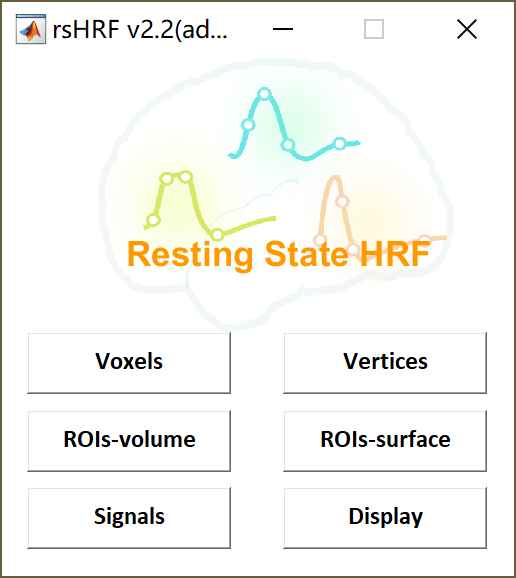 rsHRF v2.2(ad...
Resting State HRF
Voxels
Vertices
ROIs-volume
ROIs-surface
Signals
Display